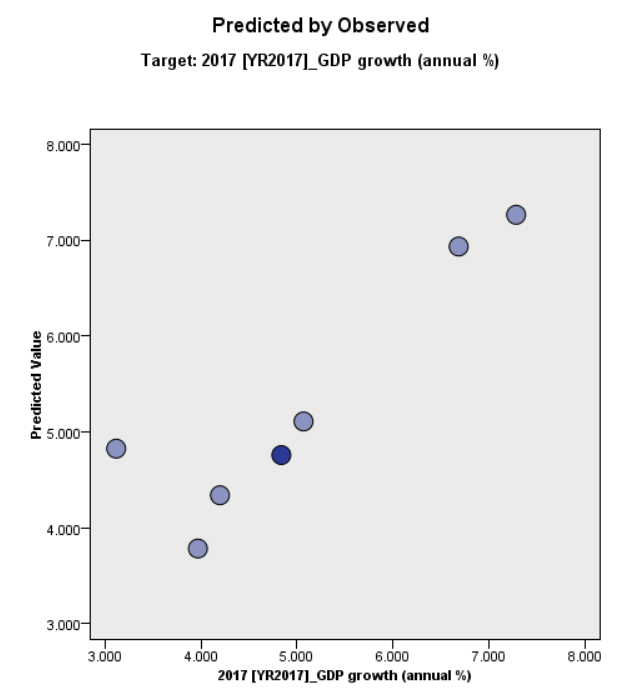 Predicted by Observed
Target: 2017 [YR2017]_GDP growth (annual %)
8.000
7.000
6.000
5.000
4.000
3.000
Predicted Value
3.000 4.000 5.000 6.000 7.000 8.000
2017 [YR2017]_GDP growth (annual %)